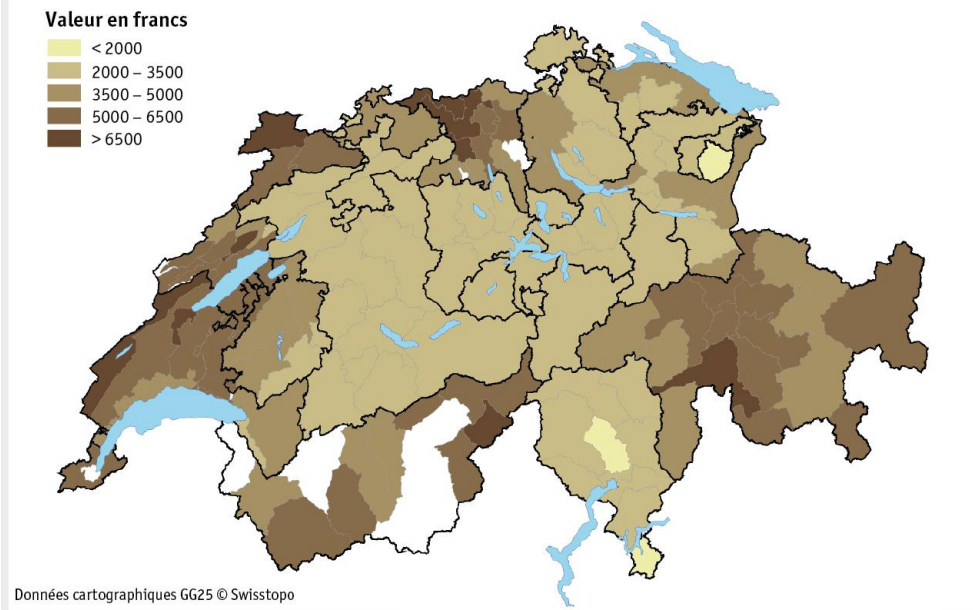 Valeur en francs
< 2000
2000 – 3500
3500 – 5000
5000 – 6500
> 6500
Données cartographiques GG25 © Swisstopo